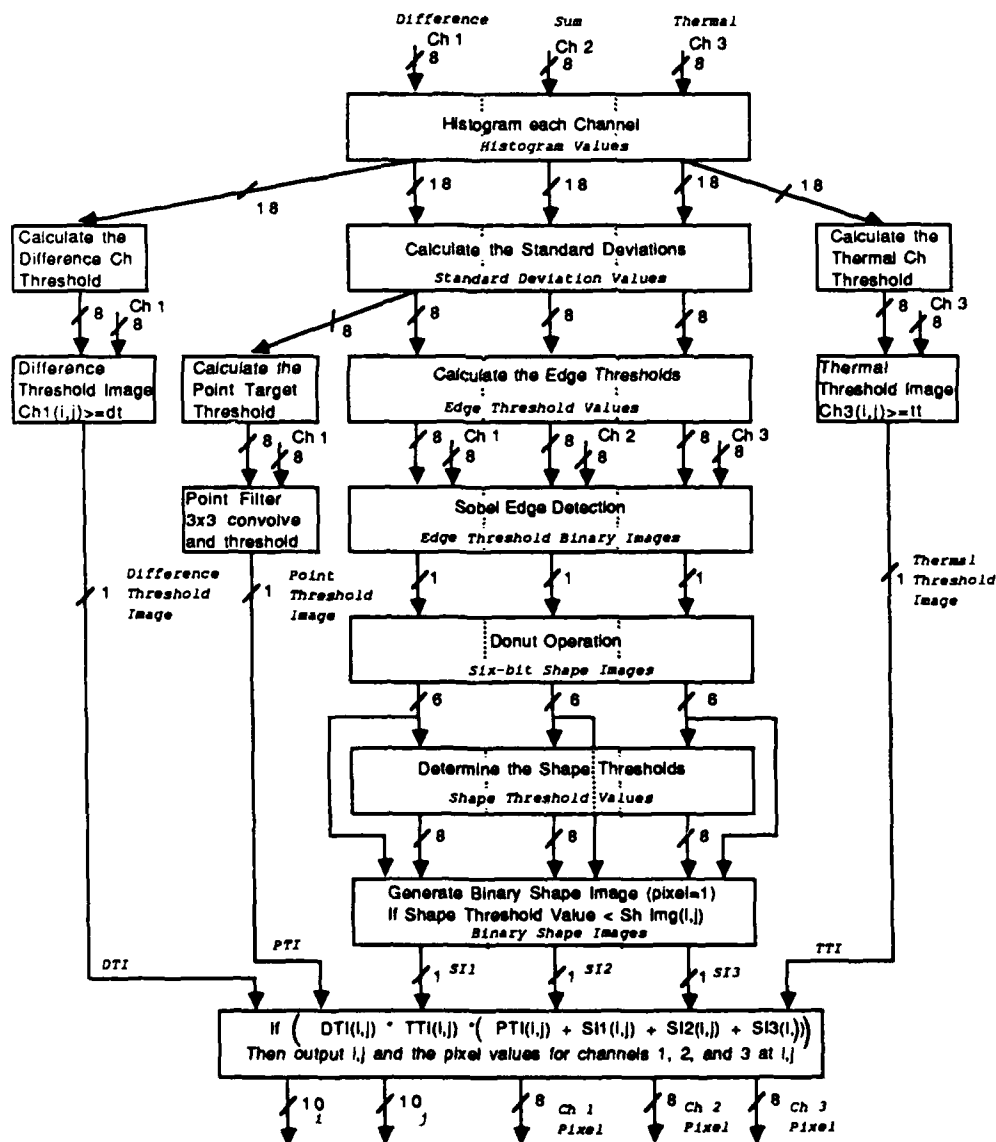 Difference Sum Thermal
Ch 1 Ch 2 Ch 3
8 8 8
Histogram each Channel
Histogram Values
18 18 18 18 18
Calculate the
Difference Ch
Threshold
Calculate the Standard Deviations
Standard Deviation Values
Calculate the
Thermal Ch
Threshold
8 Ch 1
8
8 8 8 8
8 Ch 3
8
Difference
Threshold Image
Ch1(i,j)>=dt
Calculate the
Point Target
Threshold
Calculate the Edge Thresholds
Edge Threshold Values
Thermal
Threshold Image
Ch3(i,j)>=tt
8 Ch 1
8
8 Ch 1
8
8 Ch 2
8
8 Ch 3
8
Point Filter
3x3 convolve
and threshold
Sobel Edge Detection
Edge Threshold Binary Images
1 Difference
Threshold
Image
1 Point
Threshold
Image
1 1 1
1 Thermal
Threshold
Image
Donut Operation
Six-bit Shape Images
6 6 6
Determine the Shape Thresholds
Shape Threshold Values
8 8 8
Generate Binary Shape Image (pixel=1)
If Shape Threshold Value < Sh Img(i,j)
Binary Shape Images
DTI PTI 1 SI1 1 SI2 1 SI3 TTI
If ( DTI(i,j) * TTI(i,j) * ( PTI(i,j) + SI1(i,j) + SI2(i,j) + SI3(i,)))
Then output i,j and the pixel values for channels 1, 2, and 3 at i,j
10 i
10 j
8 Ch 1
Pixel
8 Ch 2
Pixel
8 Ch 3
Pixel